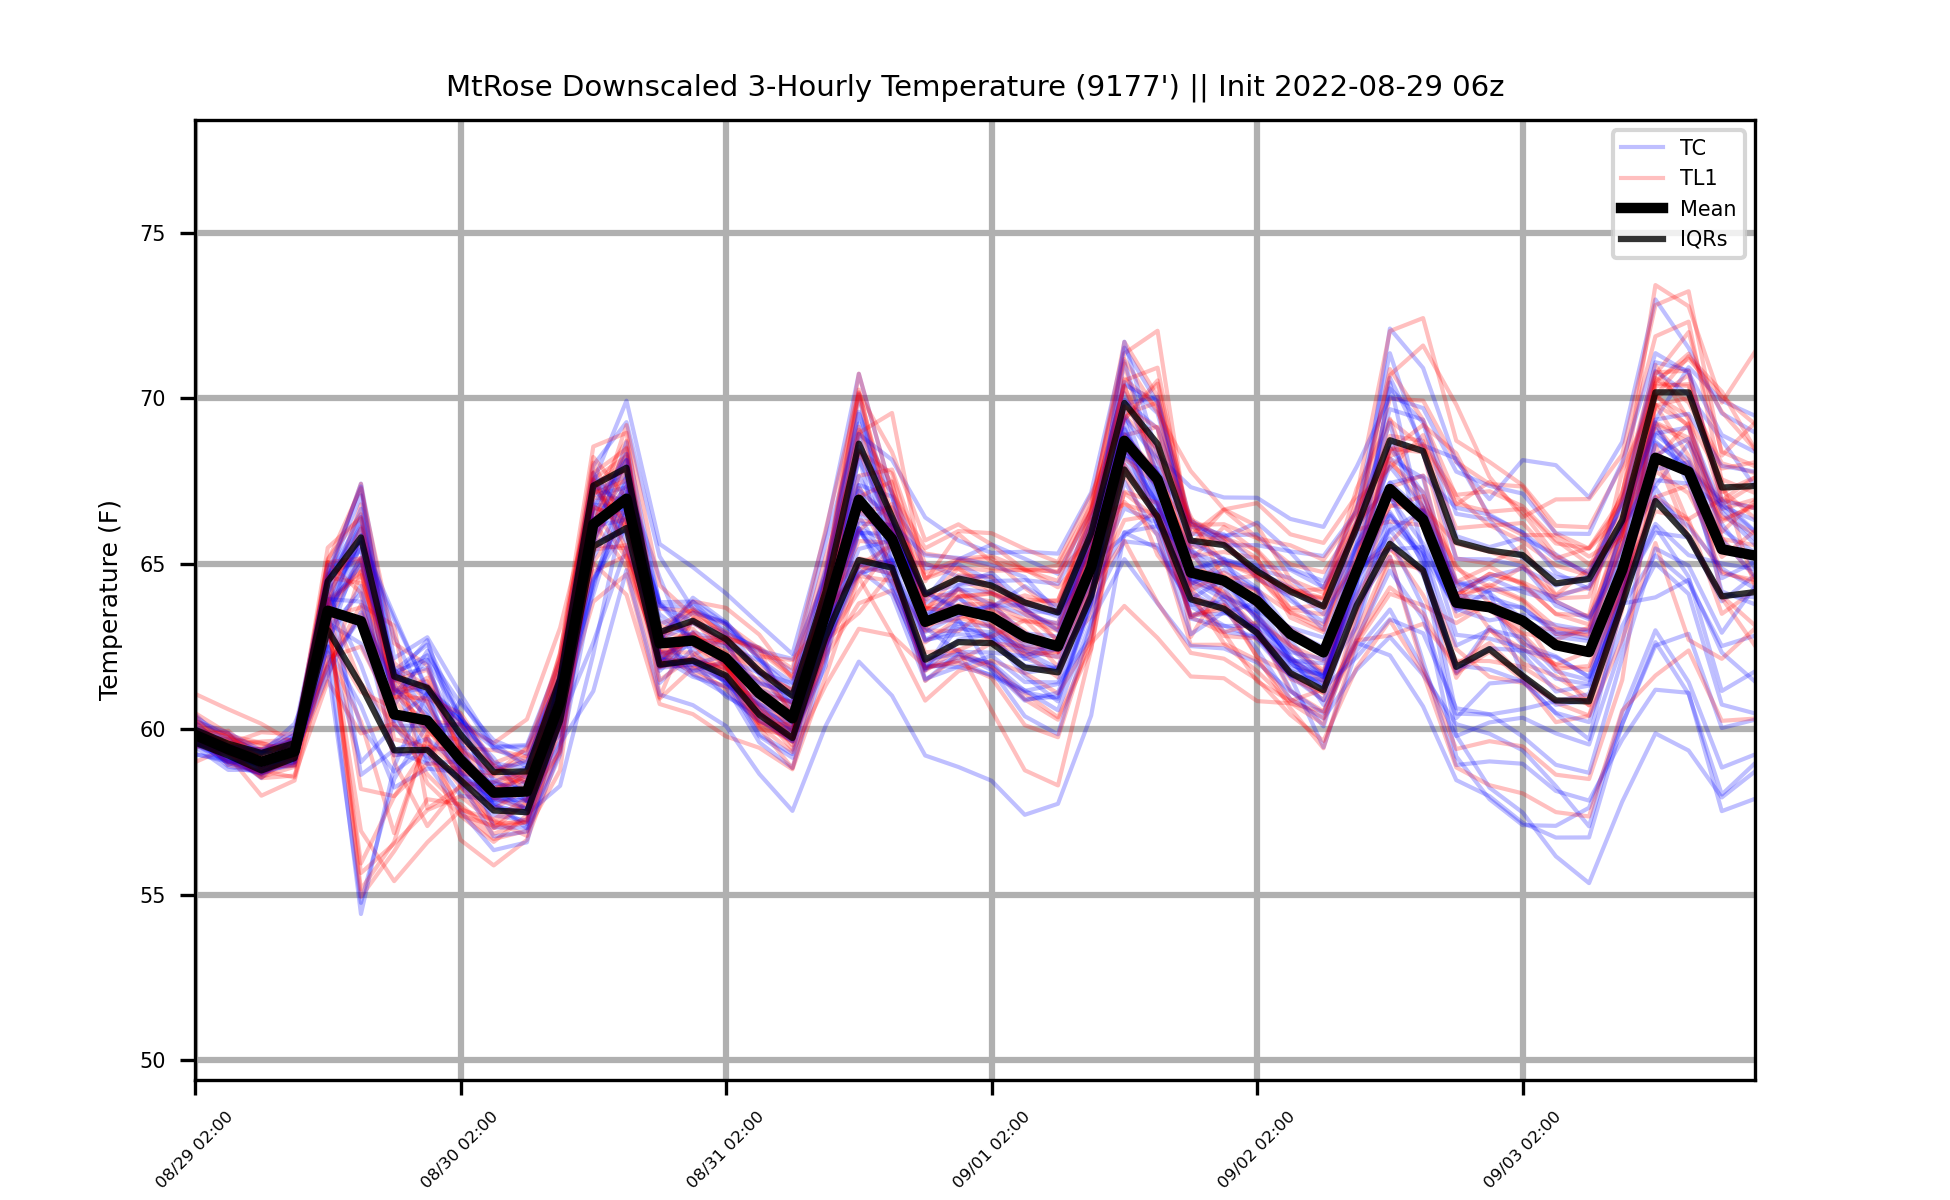 MtRose Downscaled 3-Hourly Temperature (9177') || Init 2022-08-29 06z
TC
TL1
Mean
IQRs
Temperature (F)
75
70
65
60
55
50
08/29 02:00
08/30 02:00
08/31 02:00
09/01 02:00
09/02 02:00
09/03 02:00